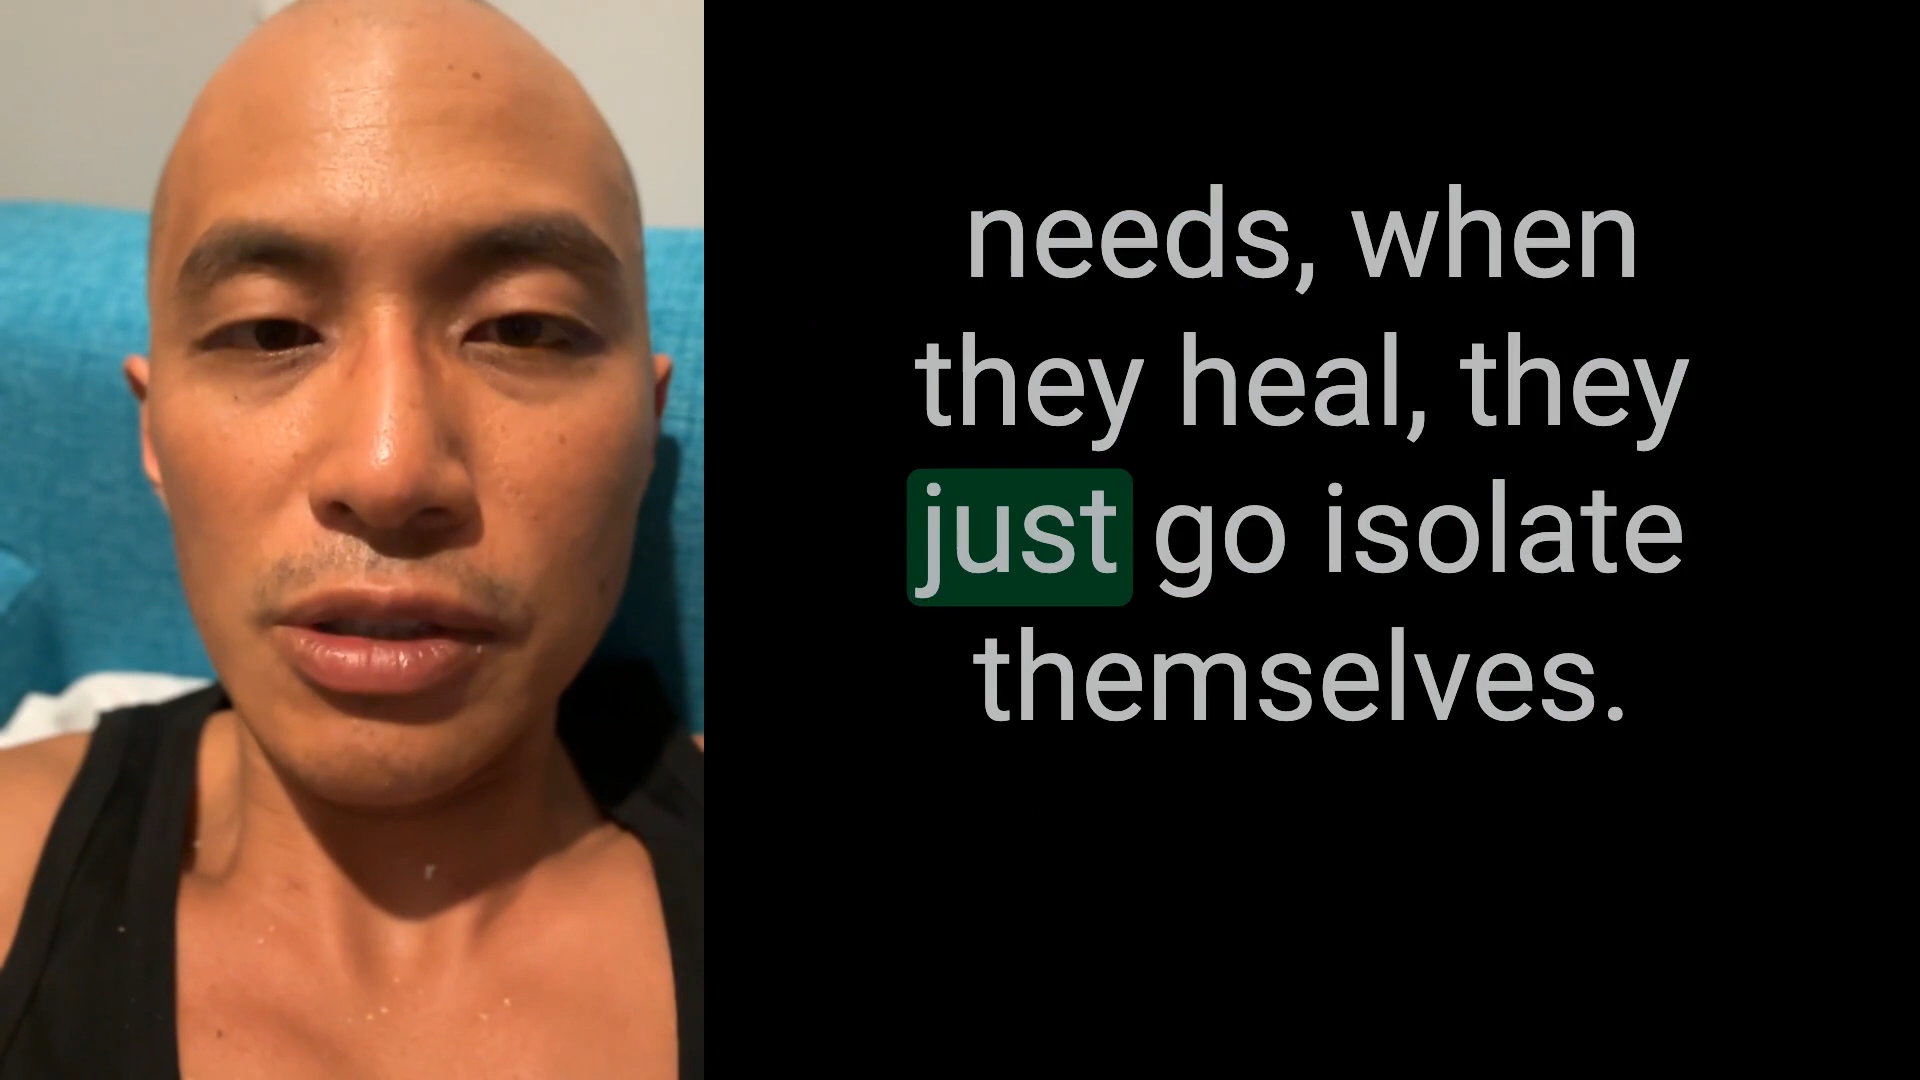 needs, when
they heal, they
just go isolate
themselves.